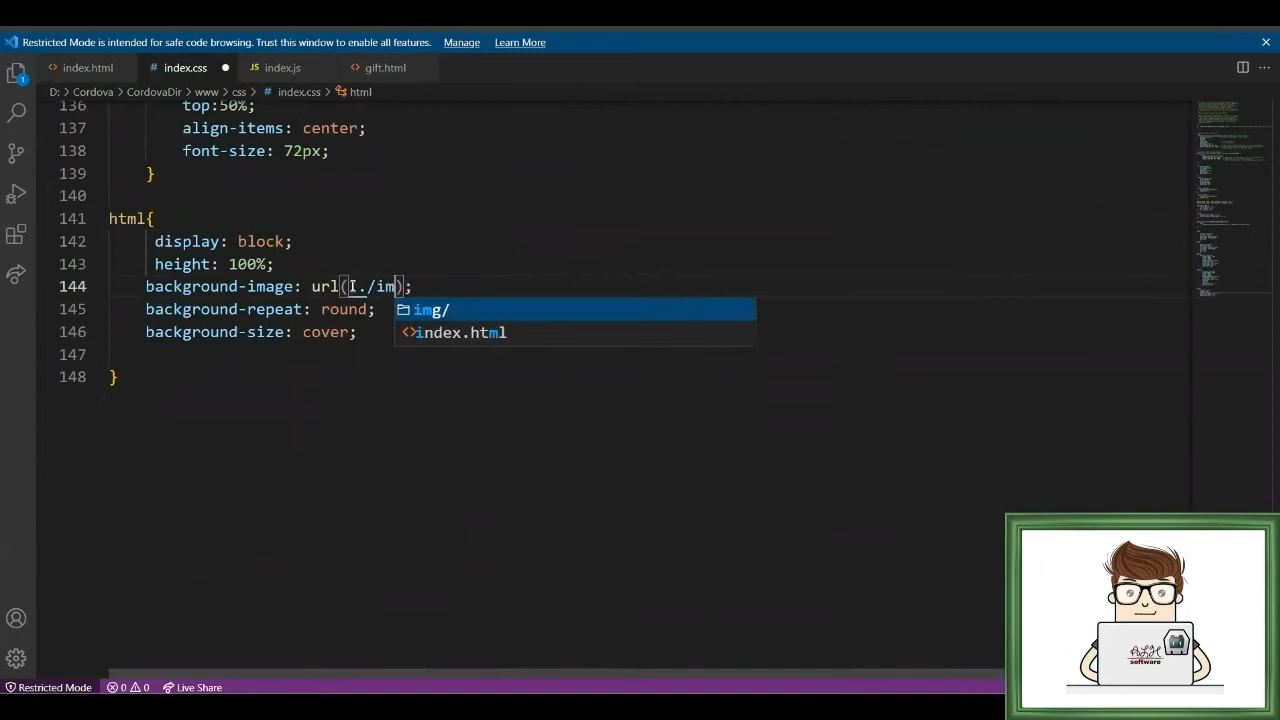 Restricted Mode is intended for safe code browsing. Trust this window to enable all features. Manage Learn More
index.html index.css index.js gift.html
D: > Cordova > CordovaDir > www > css > index.css > html
136 top:50%;
137 align-items: center;
138 font-size: 72px;
139 }
140
141 html{
142 display: block;
143 height: 100%;
144 background-image: url(../im);
145 background-repeat: round;
146 background-size: cover;
147
148 }
img/
index.html
1
ALH
software
Restricted Mode 0 0 Live Share